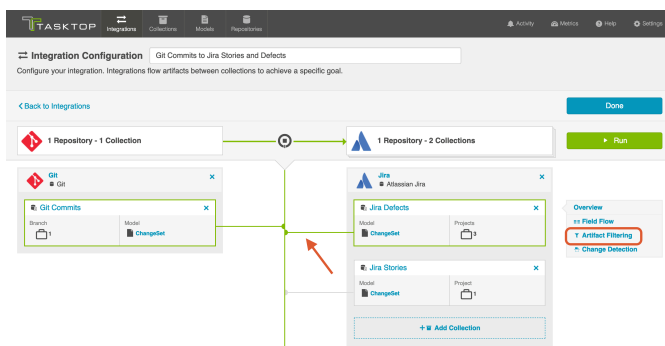 TASKTOP
Integrations
Collections
Models
Repositories
Activity
Metrics
Help
Settings
Integration Configuration
Git Commits to Jira Stories and Defects
Configure your integration. Integrations flow artifacts between collections to achieve a specific goal.
Back to Integrations
Done
1 Repository - 1 Collection
1 Repository - 2 Collections
Run
Git
Git
Jira
Atlassian Jira
Git Commits
Branch
1
Model
ChangeSet
Jira Defects
Model
ChangeSet
Projects
3
Overview
Field Flow
Artifact Filtering
Change Detection
Jira Stories
Model
ChangeSet
Project
1
+ Add Collection